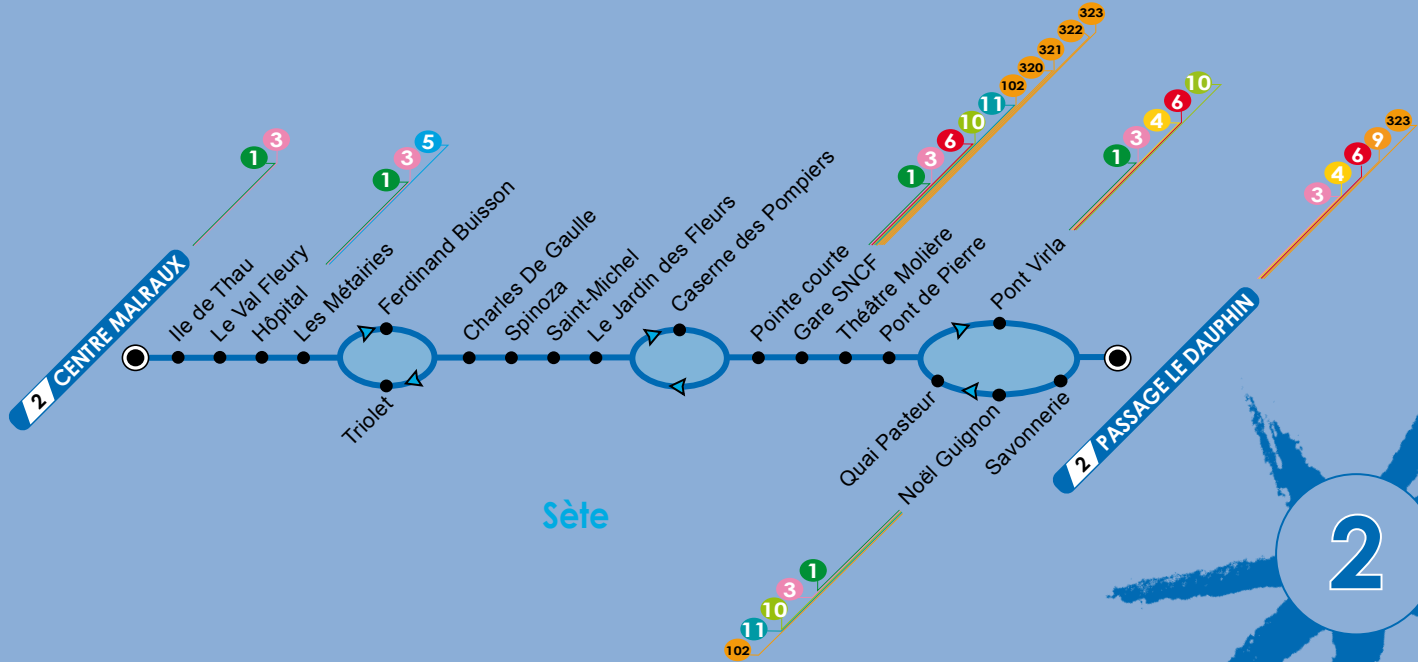 1 3
2 CENTRE MALRAUX
Ile de Thau
Le Val Fleury
Hôpital
1 3 5
Les Métairies
Ferdinand Buisson
Triolet
Charles De Gaulle
Spinoza
Saint-Michel
Le Jardin des Fleurs
Caserne des Pompiers
Pointe courte
1 3 6 10 11 102 320 321 322 323
Gare SNCF
Théâtre Molière
Pont de Pierre
1 3 4 6 10
Pont Virla
Quai Pasteur
Noël Guignon
102 11 10 3 1
Savonnerie
3 4 6 9 323
2 PASSAGE LE DAUPHIN
Sète
2